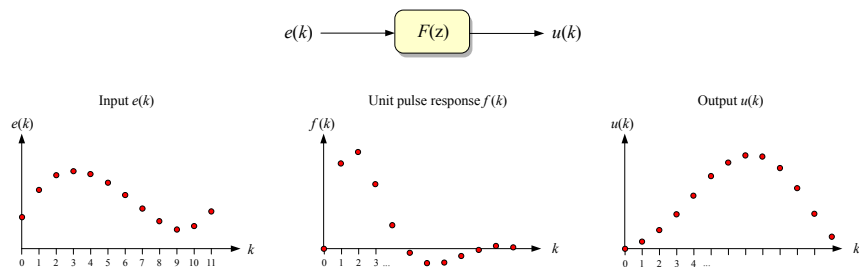 e(k) F(z) u(k)
Input e(k)
e(k)
k
0 1 2 3 4 5 6 7 8 9 10 11
Unit pulse response f(k)
f(k)
k
0 1 2 3 ...
Output u(k)
u(k)
k
0 1 2 3 4 ...